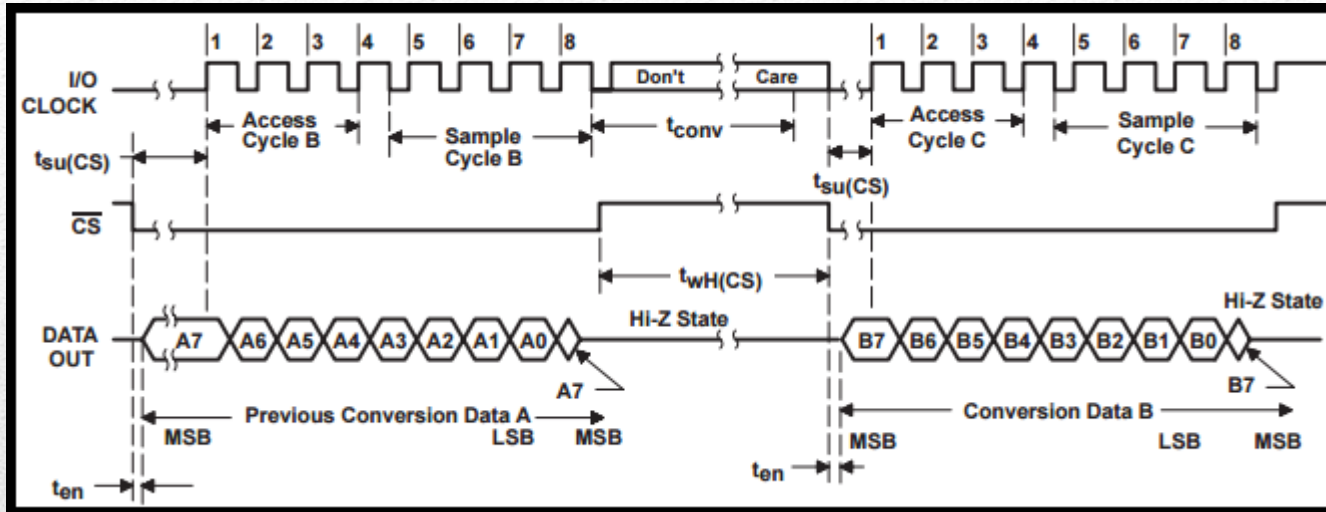 1 2 3 4 5 6 7 8 1 2 3 4 5 6 7 8
I/O
CLOCK
Don't Care
Access
Cycle B
Sample
Cycle B
tconv
Access
Cycle C
Sample
Cycle C
tsu(CS)
tsu(CS)
CS
twH(CS)
Hi-Z State
Hi-Z State
DATA
OUT
A7 A6 A5 A4 A3 A2 A1 A0
B7 B6 B5 B4 B3 B2 B1 B0
A7
B7
Previous Conversion Data A
Conversion Data B
MSB LSB MSB
MSB LSB MSB
ten
ten